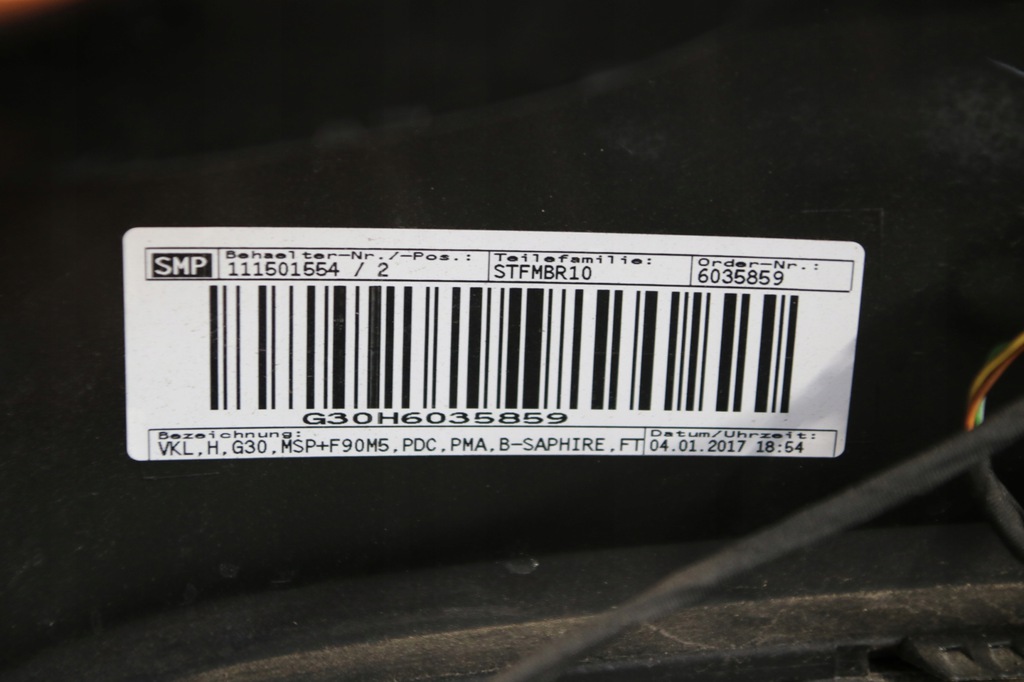 SMP
Behaelter-Nr./-Pos.:
111501554 / 2
Teilefamilie:
STFMBR10
Order-Nr.:
6035859
G30H6035859
Bezeichnung:
VKL,H,G30,MSP+F90M5,PDC,PMA,B-SAPHIRE,FT
Datum/Uhrzeit:
04.01.2017 18:54